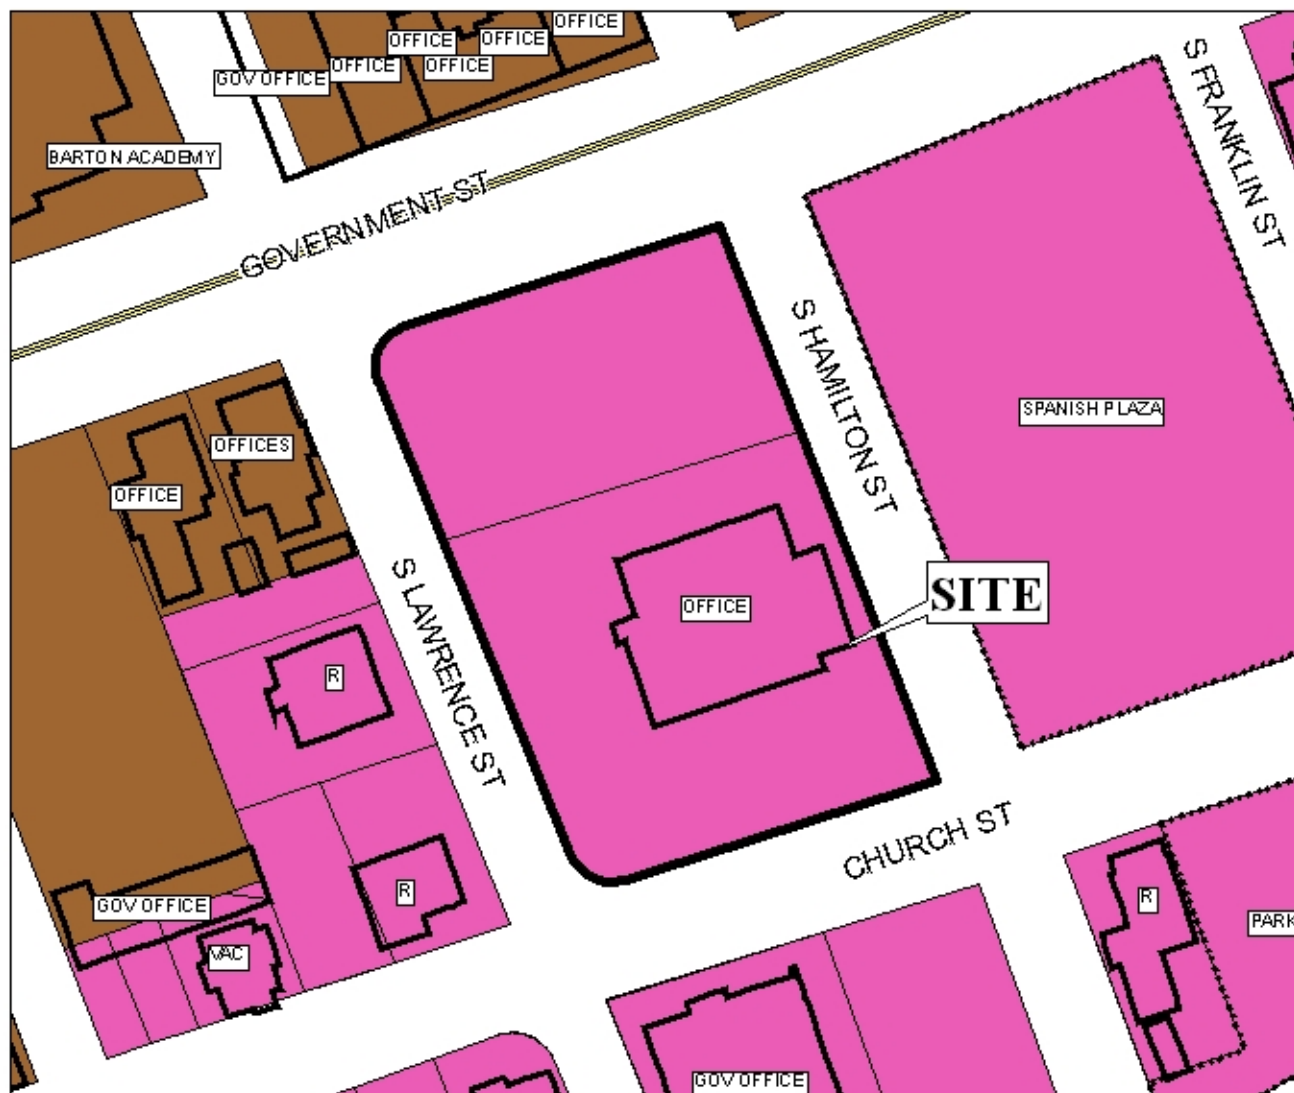 OFFICE
OFFICE
OFFICE
OFFICE
OFFICE
GOV OFFICE
BARTON ACADEMY
S FRANKLIN ST
GOVERNMENT ST
S HAMILTON ST
SPANISH PLAZA
OFFICES
OFFICE
S LAWRENCE ST
OFFICE
SITE
R
CHURCH ST
R
R
GOV OFFICE
PARK
VAC
GOV OFFICE